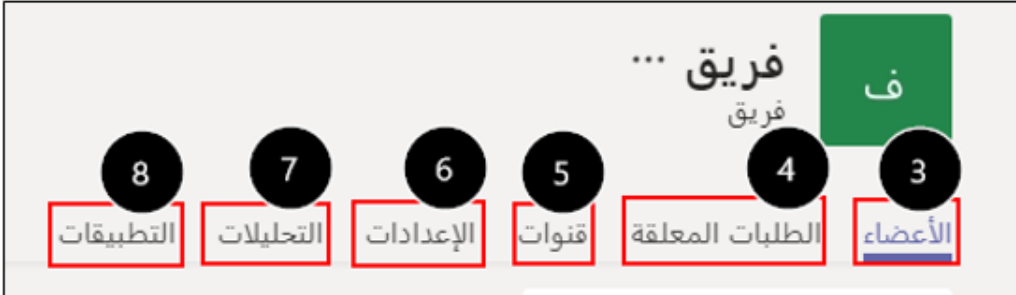 ف
فريق ...
فريق
3 4 5 6 7 8
الأعضاء الطلبات المعلقة قنوات الإعدادات التحليلات التطبيقات